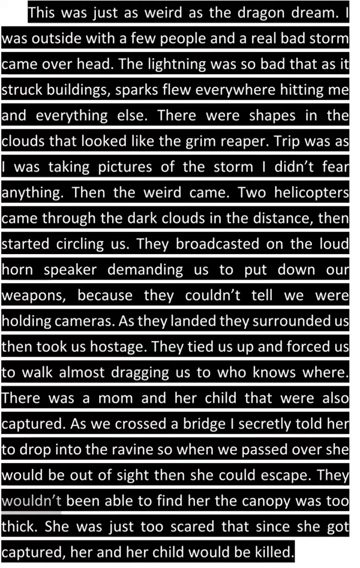 This was just as weird as the dragon dream. I
was outside with a few people and a real bad storm
came over head. The lightning was so bad that as it
struck buildings, sparks flew everywhere hitting me
and everything else. There were shapes in the
clouds that looked like the grim reaper. Trip was as
I was taking pictures of the storm I didn’t fear
anything. Then the weird came. Two helicopters
came through the dark clouds in the distance, then
started circling us. They broadcasted on the loud
horn speaker demanding us to put down our
weapons, because they couldn’t tell we were
holding cameras. As they landed they surrounded us
then took us hostage. They tied us up and forced us
to walk almost dragging us to who knows where.
There was a mom and her child that were also
captured. As we crossed a bridge I secretly told her
to drop into the ravine so when we passed over she
would be out of sight then she could escape. They
wouldn’t been able to find her the canopy was too
thick. She was just too scared that since she got
captured, her and her child would be killed.